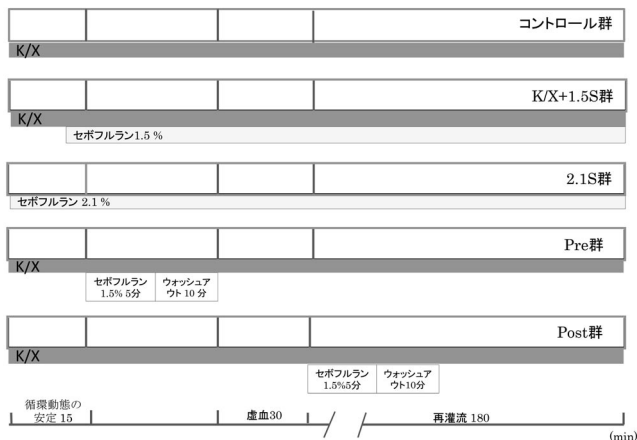 コントロール群
K/X
K/X+1.5S群
K/X
セボフルラン1.5 %
2.1S群
セボフルラン 2.1 %
Pre群
K/X
セボフルラン
1.5% 5分
ウォッシュア
ウト 10 分
Post群
K/X
セボフルラン
1.5%5分
ウォッシュア
ウト10分
循環動態の
安定 15
虚血30
再灌流 180
(min)